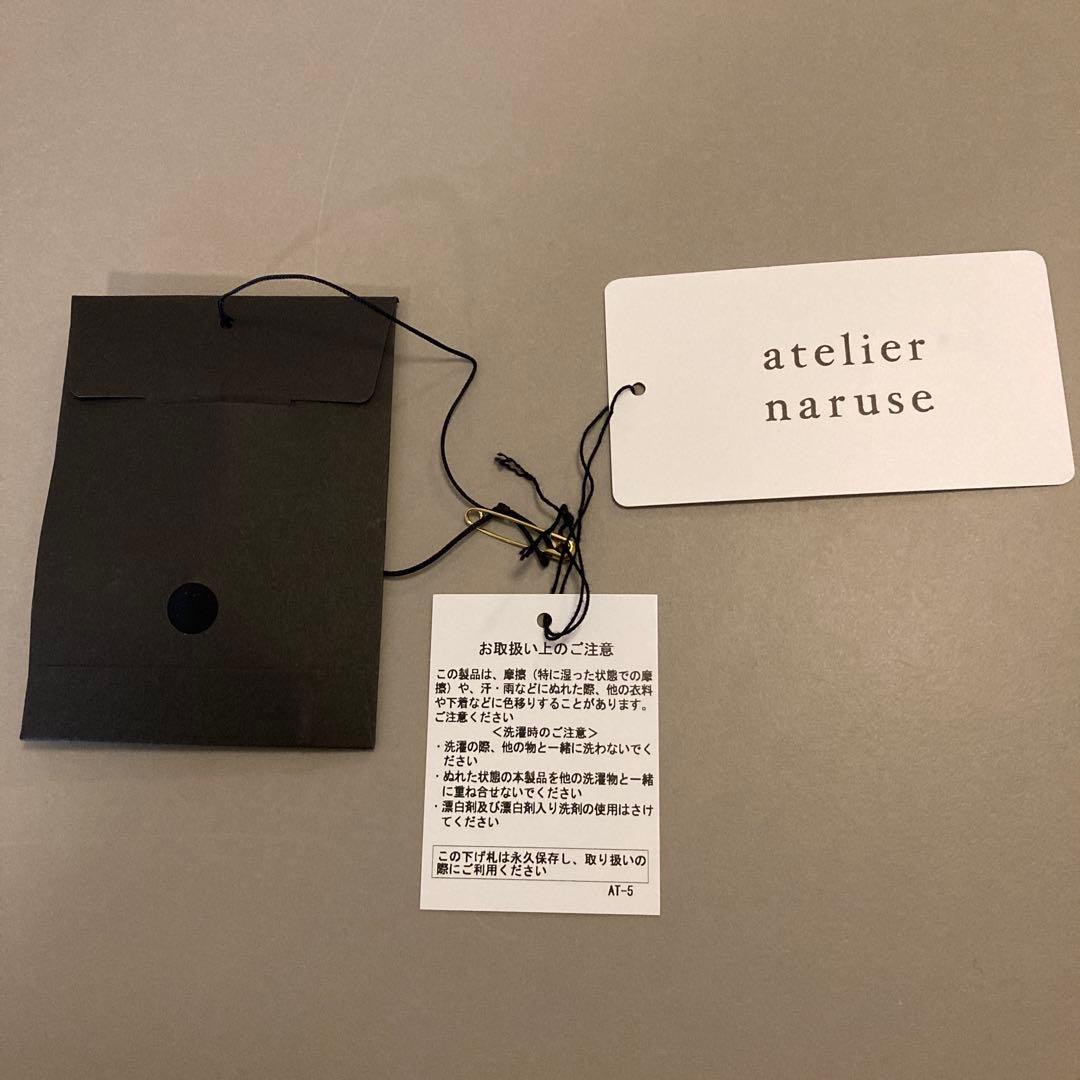 atelier
naruse
お取扱い上のご注意
この製品は、摩擦（特に湿った状態での摩
擦）や、汗・雨などにぬれた際、他の衣料
や下着などに色移りすることがあります。
ご注意ください
＜洗濯時のご注意＞
・洗濯の際、他の物と一緒に洗わないでく
ださい
・ぬれた状態の本製品を他の洗濯物と一緒
に重ね合せないでください
・漂白剤及び漂白剤入り洗剤の使用はさけ
てください
この下げ札は永久保存し、取り扱いの
際にご利用ください
AT-5